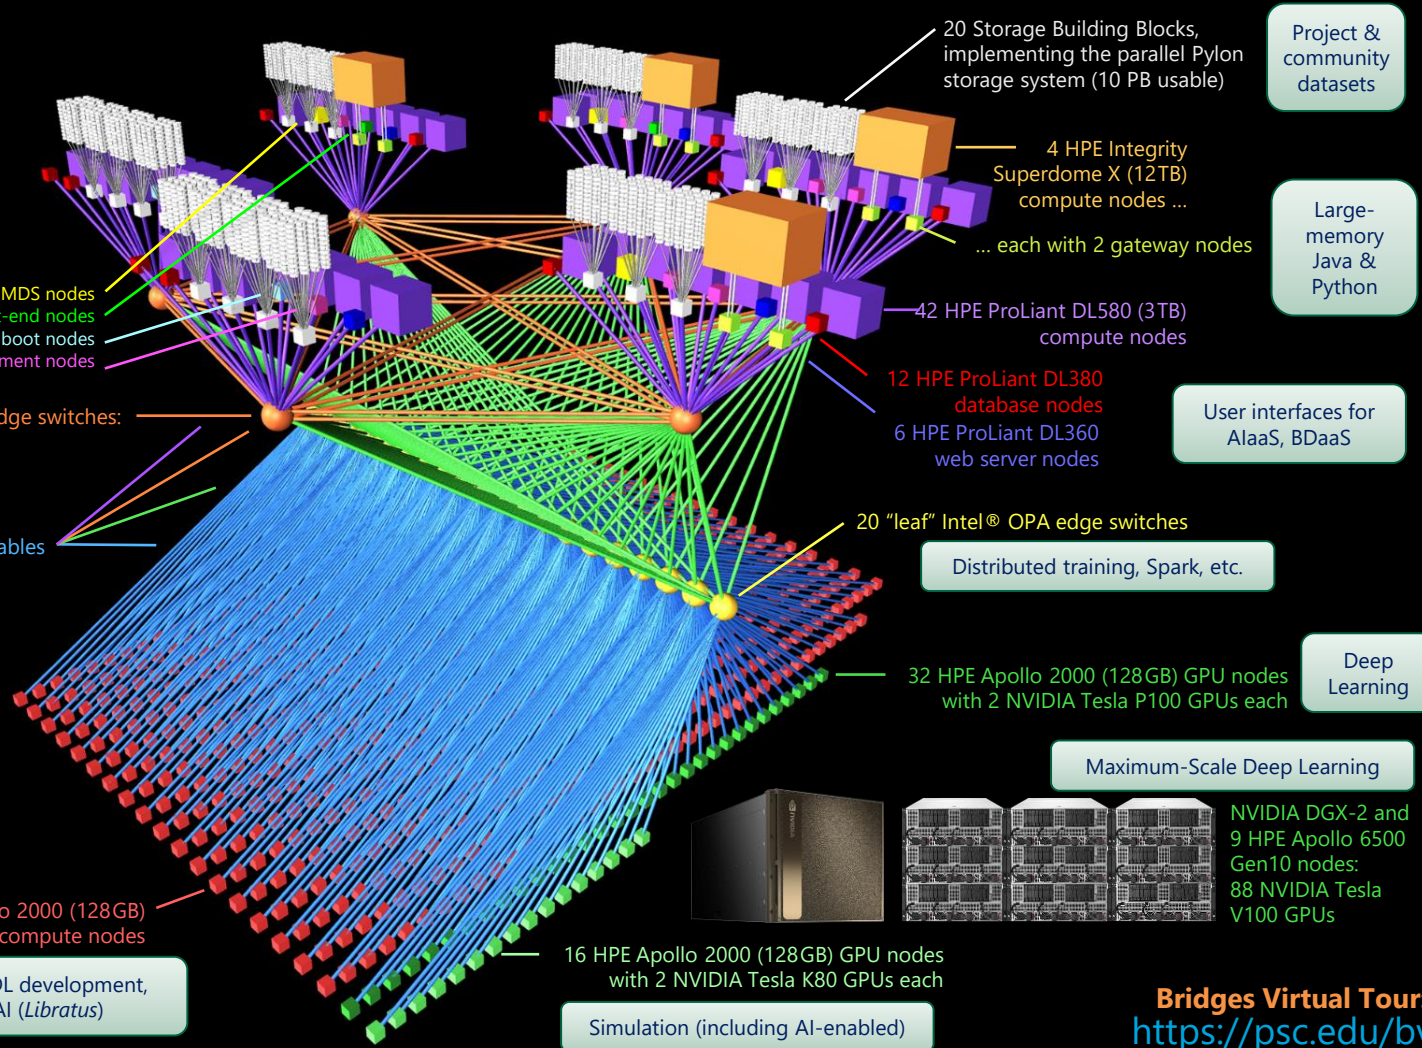 20 Storage Building Blocks,
implementing the parallel Pylon
storage system (10 PB usable)
Project &
community
datasets
4 HPE Integrity
Superdome X (12TB)
compute nodes ...
... each with 2 gateway nodes
Large-
memory
Java &
Python
MDS nodes
-end nodes
boot nodes
ment nodes
42 HPE ProLiant DL580 (3TB)
compute nodes
12 HPE ProLiant DL380
database nodes
6 HPE ProLiant DL360
web server nodes
User interfaces for
AIaaS, BDaaS
dge switches:
ables
20 “leaf” Intel® OPA edge switches
Distributed training, Spark, etc.
32 HPE Apollo 2000 (128GB) GPU nodes
with 2 NVIDIA Tesla P100 GPUs each
Deep
Learning
Maximum-Scale Deep Learning
NVIDIA DGX-2 and
9 HPE Apollo 6500
Gen10 nodes:
88 NVIDIA Tesla
V100 GPUs
o 2000 (128GB)
compute nodes
16 HPE Apollo 2000 (128GB) GPU nodes
with 2 NVIDIA Tesla K80 GPUs each
DL development,
AI (Libratus)
Simulation (including AI-enabled)
Bridges Virtual Tour:
https://psc.edu/bv